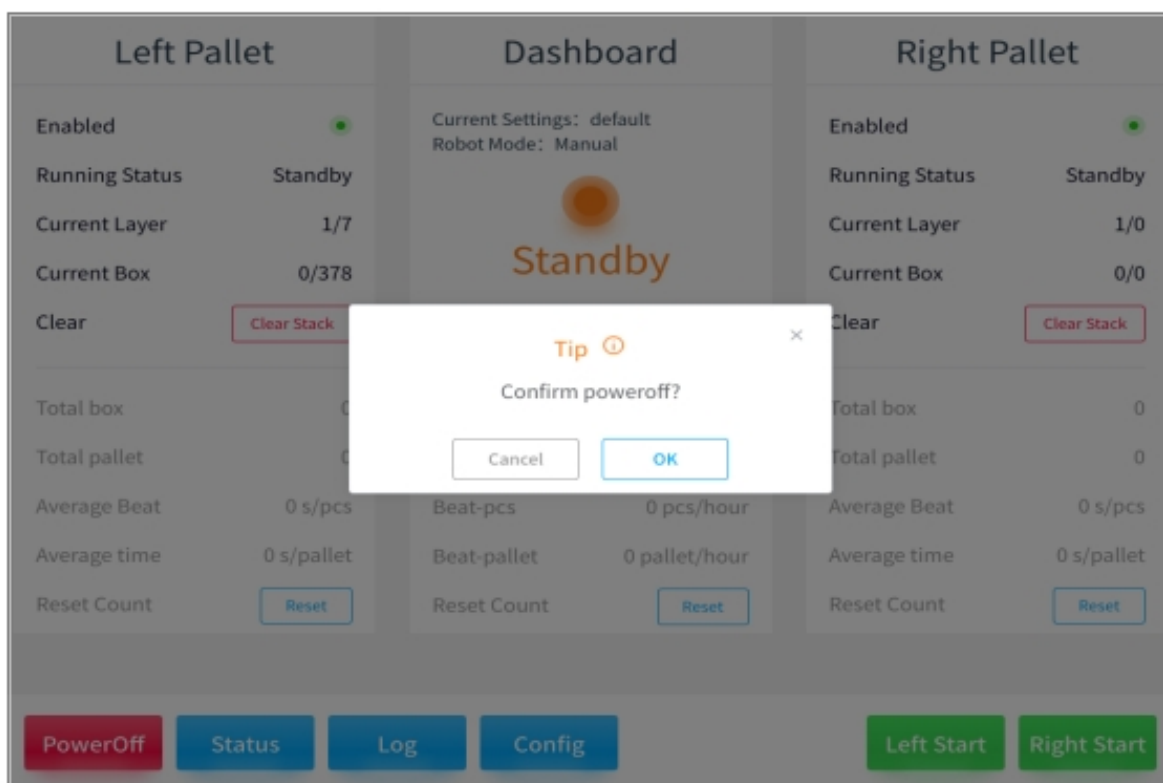 Left Pallet
Enabled
Running Status Standby
Current Layer 1/7
Current Box 0/378
Clear Clear Stack
Total box
Total pallet
Average Beat 0 s/pcs
Average time 0 s/pallet
Reset Count Reset
Dashboard
Current Settings: default
Robot Mode: Manual
Standby
Tip
×
Confirm poweroff?
Cancel OK
Beat-pcs 0 pcs/hour
Beat-pallet 0 pallet/hour
Reset Count Reset
Right Pallet
Enabled
Running Status Standby
Current Layer 1/0
Current Box 0/0
Clear Clear Stack
Total box 0
Total pallet 0
Average Beat 0 s/pcs
Average time 0 s/pallet
Reset Count Reset
PowerOff Status Log Config Left Start Right Start